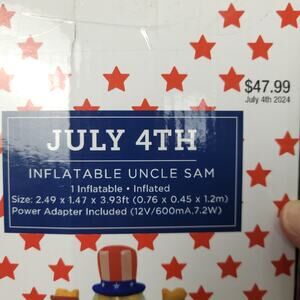 $47.99
July 4th 2024
JULY 4TH
INFLATABLE UNCLE SAM
1 Inflatable • Inflated
Size: 2.49 x 1.47 x 3.93ft (0.76 x 0.45 x 1.2m)
Power Adapter Included (12V/600mA,7.2W)